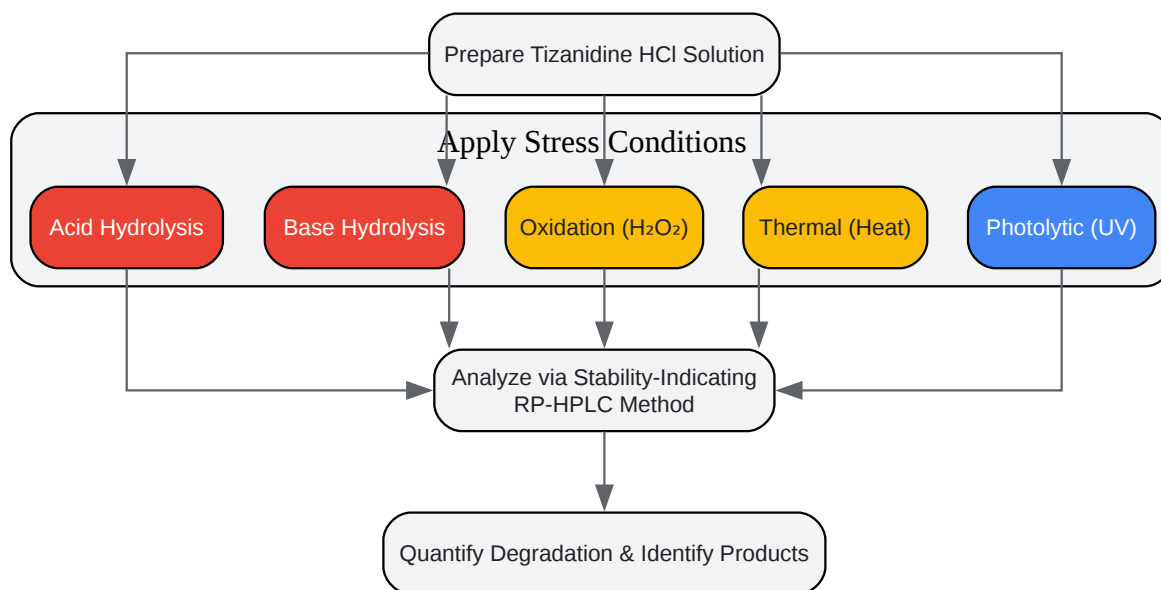 Prepare Tizanidine HCl Solution
Apply Stress Conditions
Acid Hydrolysis
Base Hydrolysis
Oxidation (H₂O₂)
Thermal (Heat)
Photolytic (UV)
Analyze via Stability-Indicating
RP-HPLC Method
Quantify Degradation & Identify Products